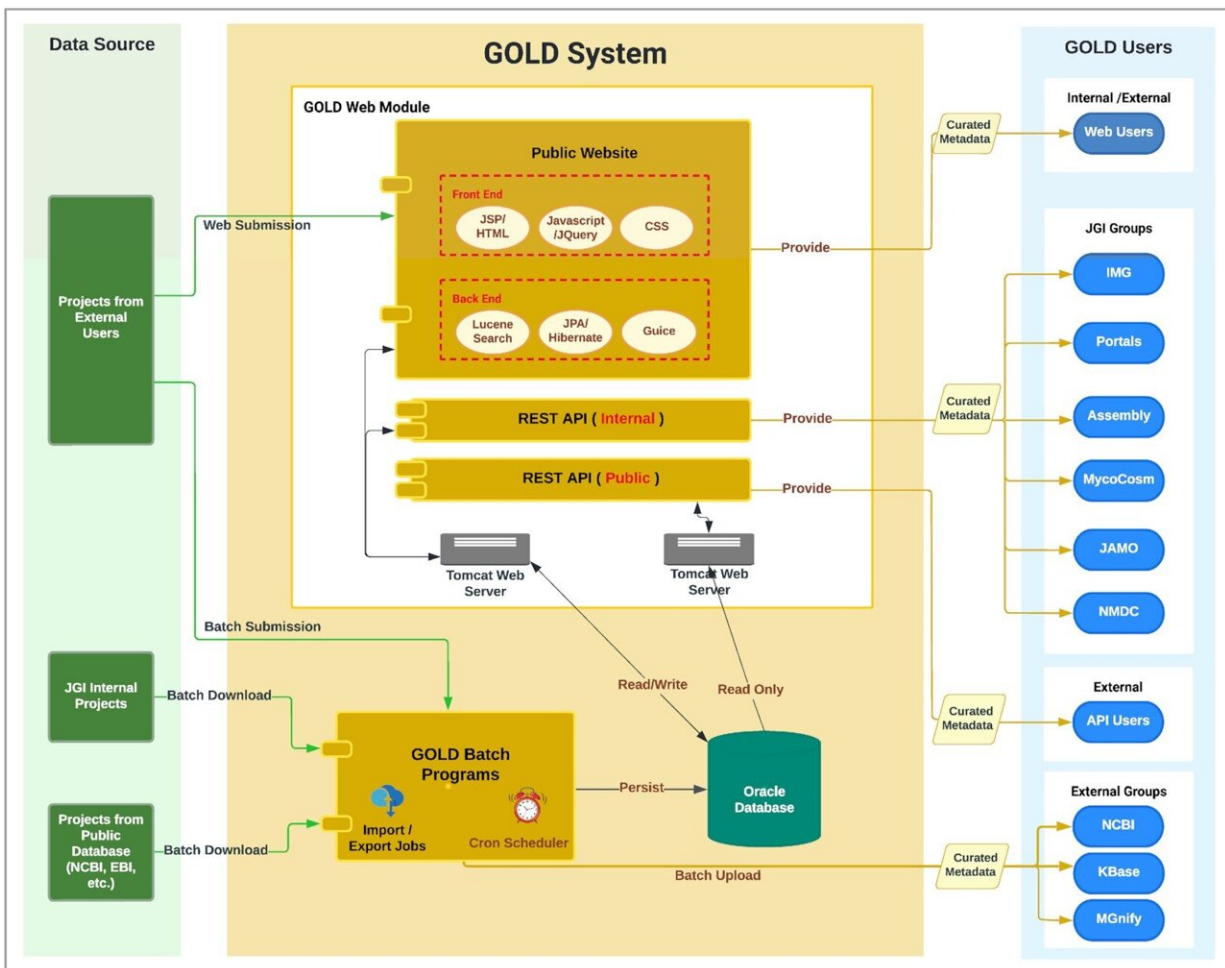 Data Source
GOLD System
GOLD Users
GOLD Web Module
Public Website
Front End
JSP/
HTML
Javascript
/JQuery
CSS
Back End
Lucene
Search
JPA/
Hibernate
Guice
REST API ( Internal )
REST API ( Public )
Tomcat Web
Server
Tomcat Web
Server
Projects from
External
Users
Web Submission
Batch Submission
JGI Internal
Projects
Batch Download
Projects from
Public
Database
(NCBI, EBI,
etc.)
Batch Download
GOLD Batch
Programs
Import /
Export Jobs
Cron Scheduler
Persist
Read/Write
Read Only
Oracle
Database
Batch Upload
Provide
Provide
Provide
Curated
Metadata
Curated
Metadata
Curated
Metadata
Curated
Metadata
Internal /External
Web Users
JGI Groups
IMG
Portals
Assembly
MycoCosm
JAMO
NMDC
External
API Users
External Groups
NCBI
KBase
MGnify